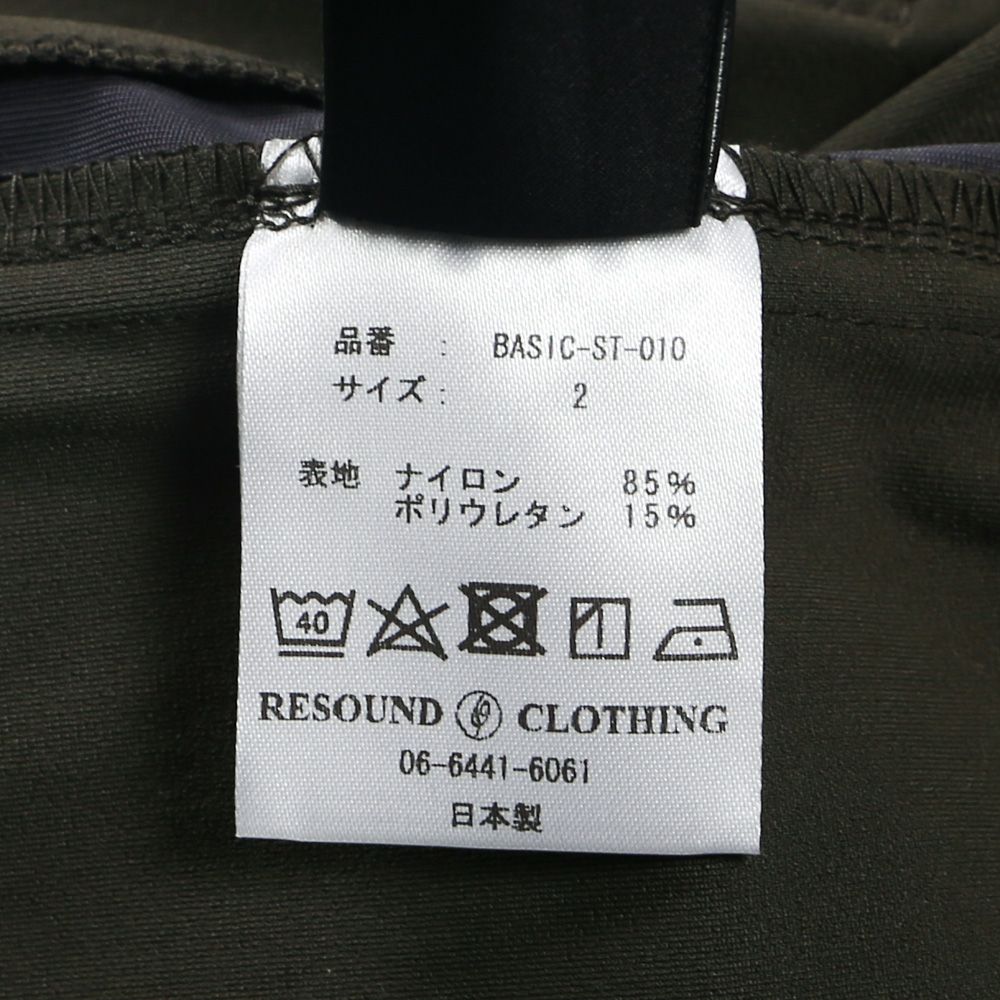 品番 : BASIC-ST-010
サイズ: 2
表地 ナイロン 85%
ポリウレタン 15%
40
RESOUND CLOTHING
06-6441-6061
日本製